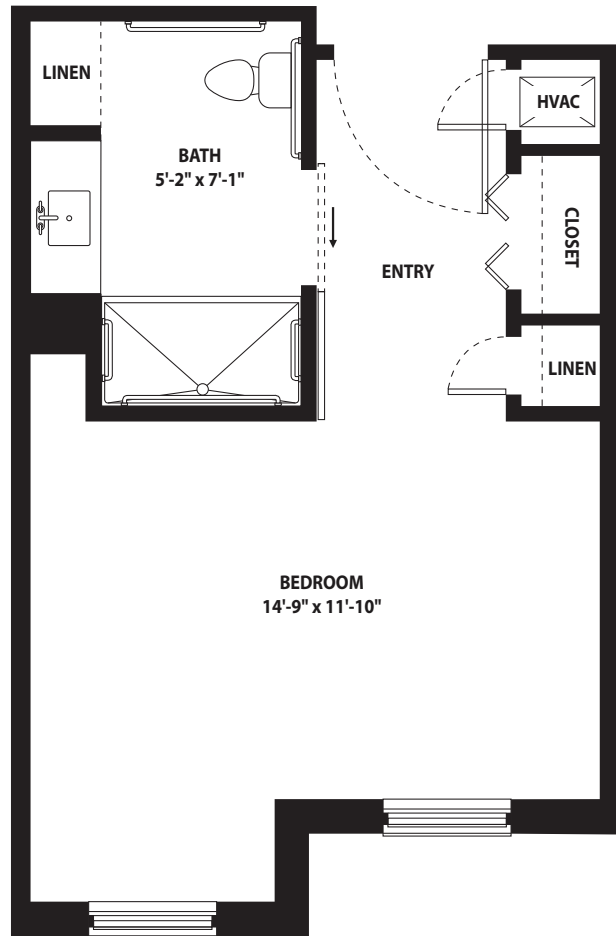 LINEN
HVAC
BATH
5'-2" x 7'-1"
CLOSET
ENTRY
LINEN
BEDROOM
14'-9" x 11'-10"